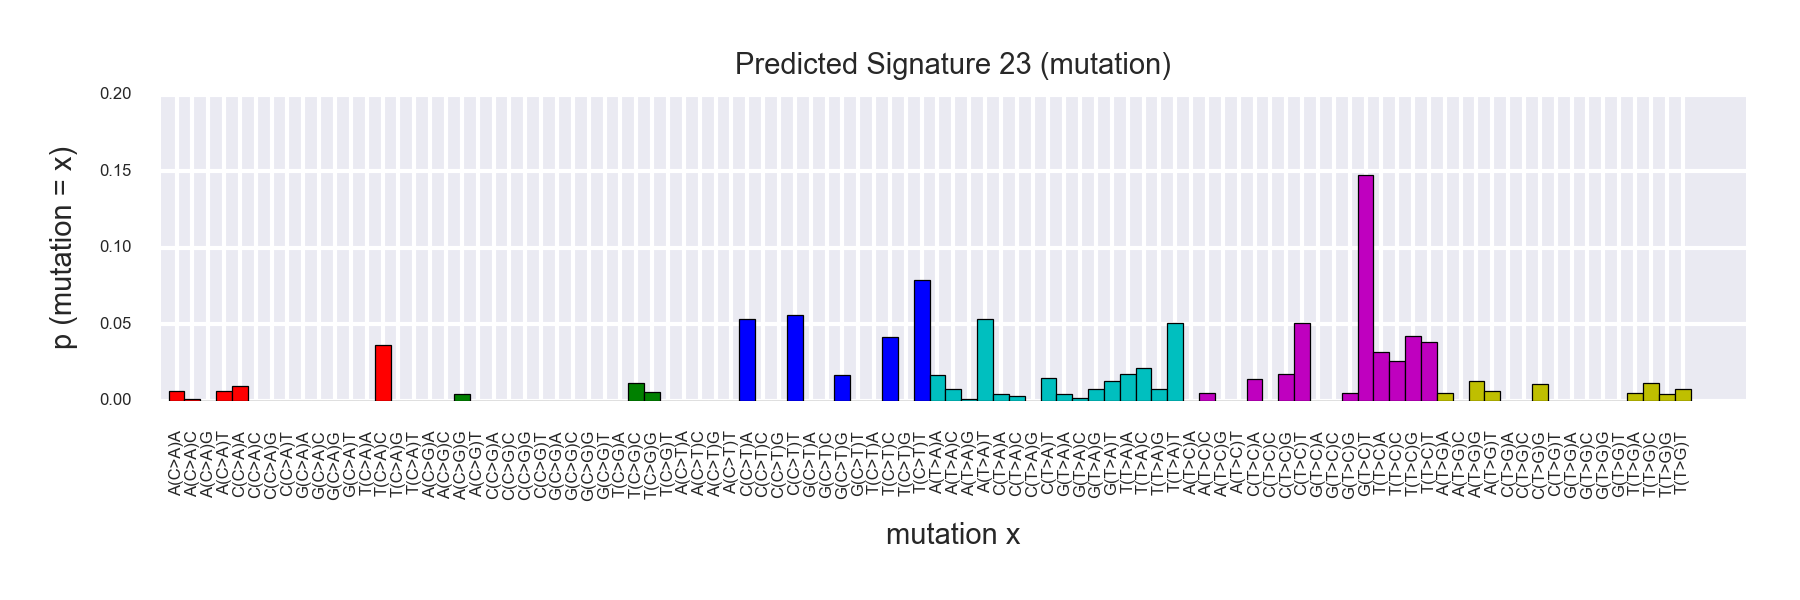 Predicted Signature 23 (mutation)
0.20
0.15
0.10
0.05
0.00
p (mutation = x)
A(C>A)A
A(C>A)C
A(C>A)G
A(C>A)T
C(C>A)A
C(C>A)C
C(C>A)G
C(C>A)T
G(C>A)A
G(C>A)C
G(C>A)G
G(C>A)T
T(C>A)A
T(C>A)C
T(C>A)G
T(C>A)T
A(C>G)A
A(C>G)C
A(C>G)G
A(C>G)T
C(C>G)A
C(C>G)C
C(C>G)G
C(C>G)T
G(C>G)A
G(C>G)C
G(C>G)G
G(C>G)T
T(C>G)A
T(C>G)C
T(C>G)G
T(C>G)T
A(C>T)A
A(C>T)C
A(C>T)G
A(C>T)T
C(C>T)A
C(C>T)C
C(C>T)G
C(C>T)T
G(C>T)A
G(C>T)C
G(C>T)G
G(C>T)T
T(C>T)A
T(C>T)C
T(C>T)G
T(C>T)T
A(T>A)A
A(T>A)C
A(T>A)G
A(T>A)T
C(T>A)A
C(T>A)C
C(T>A)G
C(T>A)T
G(T>A)A
G(T>A)C
G(T>A)G
G(T>A)T
T(T>A)A
T(T>A)C
T(T>A)G
T(T>A)T
A(T>C)A
A(T>C)C
A(T>C)G
A(T>C)T
C(T>C)A
C(T>C)C
C(T>C)G
C(T>C)T
G(T>C)A
G(T>C)C
G(T>C)G
G(T>C)T
T(T>C)A
T(T>C)C
T(T>C)G
T(T>C)T
A(T>G)A
A(T>G)C
A(T>G)G
A(T>G)T
C(T>G)A
C(T>G)C
C(T>G)G
C(T>G)T
G(T>G)A
G(T>G)C
G(T>G)G
G(T>G)T
T(T>G)A
T(T>G)C
T(T>G)G
T(T>G)T
mutation x